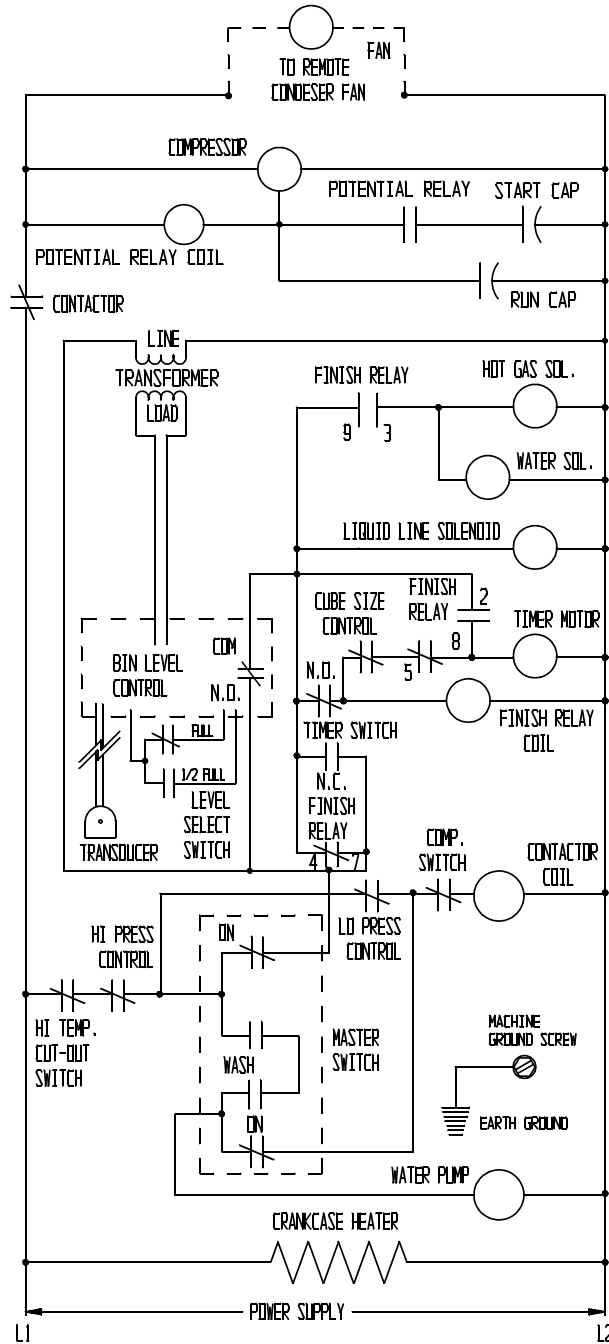 FAN
TO REMOTE
CONDESER FAN
COMPRESSOR
POTENTIAL RELAY
START CAP
POTENTIAL RELAY COIL
RUN CAP
CONTACTOR
LINE
TRANSFORMER
LOAD
FINISH RELAY
9 3
HOT GAS SOL.
WATER SOL.
LIQUID LINE SOLENOID
CUBE SIZE
CONTROL
FINISH
RELAY
2
8
5
TIMER MOTOR
COM
BIN LEVEL
CONTROL
N.O.
N.O.
TIMER SWITCH
FINISH RELAY
COIL
FULL
1/2 FULL
LEVEL
SELECT
SWITCH
TRANSDUCER
N.C.
FINISH
RELAY
4 7
COMP.
SWITCH
CONTACTOR
COIL
LO PRESS
CONTROL
HI PRESS
CONTROL
ON
HI TEMP.
CUT-OUT
SWITCH
WASH
MASTER
SWITCH
ON
MACHINE
GROUND SCREW
EARTH GROUND
WATER PUMP
CRANKCASE HEATER
POWER SUPPLY
L1
L2